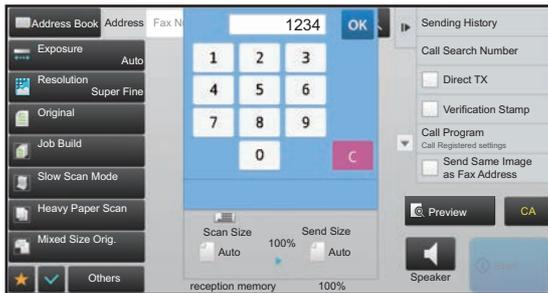 Address Book
Address
Fax N
1234
OK
1
2
3
4
5
6
7
8
9
0
C
Exposure
Auto
Resolution
Super Fine
Original
Job Build
Slow Scan Mode
Heavy Paper Scan
Mixed Size Orig.
Others
Scan Size
Auto
100%
Send Size
Auto
reception memory
100%
Sending History
Call Search Number
Direct TX
Verification Stamp
Call Program
Call Registered settings
Send Same Image
as Fax Address
Preview
CA
Speaker
Start